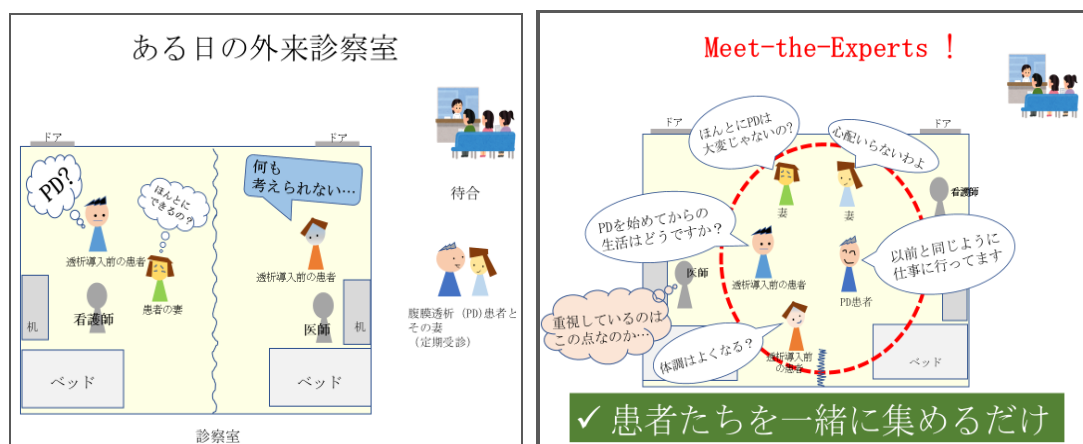 ある日の外来診察室
ドア
ドア
PD?
ほんとに
できるの?
何も
考えられない…
待合
透析導入前の患者
透析導入前の患者
患者の妻
看護師
医師
机
机
腹膜透析 (PD)患者と
その妻
(定期受診)
ベッド
ベッド
診察室
Meet-the-Experts !
ドア
ドア
ほんとにPDは
大変じゃないの?
心配いらないわよ
看護師
妻
妻
PDを始めてからの
生活はどうですか?
以前と同じように
仕事に行ってます
医師
透析導入前の患者
PD患者
重視しているのは
この点なのか…
体調はよくなる?
透析導入前
の患者
ベッド
✓ 患者たちを一緒に集めるだけ